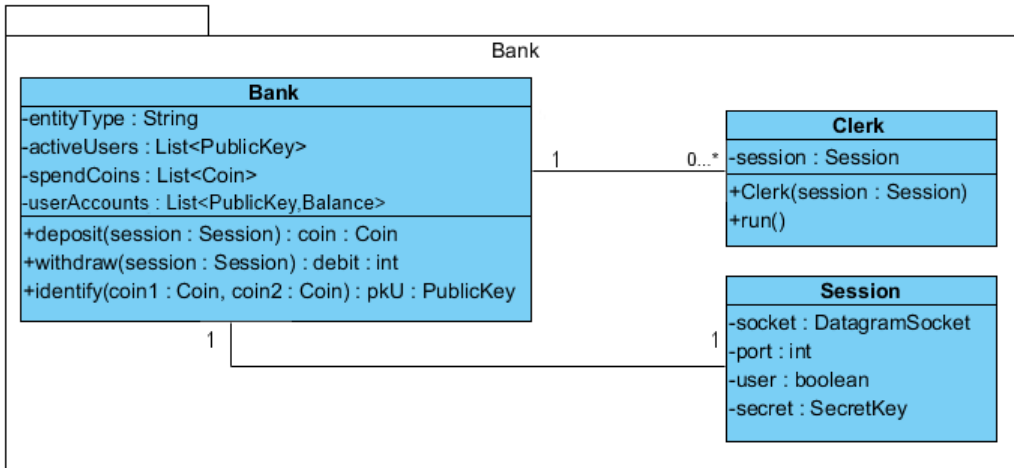 Bank
Bank
-entityType : String
-activeUsers : List<PublicKey>
-spendCoins : List<Coin>
-userAccounts : List<PublicKey,Balance>
+deposit(session : Session) : coin : Coin
+withdraw(session : Session) : debit : int
+identify(coin1 : Coin, coin2 : Coin) : pkU : PublicKey
1
0...*
Clerk
-session : Session
+Clerk(session : Session)
+run()
1
1
Session
-socket : DatagramSocket
-port : int
-user : boolean
-secret : SecretKey